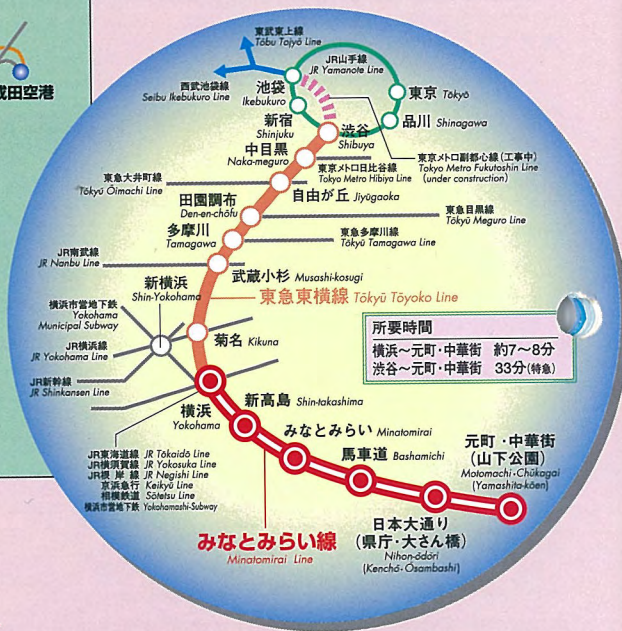 成田空港
東武東上線
Tōbu Tojyō Line
JR山手線
JR Yamanote Line
西武池袋線
Seibu Ikebukuro Line
池袋
Ikebukuro
東京 Tōkyō
新宿
Shinjuku
品川 Shinagawa
渋谷
Shibuya
中目黒
Naka-meguro
東京メトロ日比谷線
Tokyo Metro Hibiya Line
東京メトロ副都心線(工事中)
Tokyo Metro Fukutoshin Line
(under construction)
東急大井町線
Tōkyū Ōimachi Line
自由が丘 Jiyūgaoka
田園調布
Den-en-chōfu
東急目黒線
Tōkyū Meguro Line
多摩川
Tamagawa
東急多摩川線
Tōkyū Tamagawa Line
JR南武線
JR Nanbu Line
武蔵小杉 Musashi-kosugi
新横浜
Shin-Yokohama
東急東横線 Tōkyū Tōyoko Line
横浜市営地下鉄
Yokohama
Municipal Subway
菊名 Kikuna
JR横浜線
JR Yokohama Line
JR新幹線
JR Shinkansen Line
所要時間
横浜~元町・中華街 約7~8分
渋谷~元町・中華街 33分(特急)
横浜
Yokohama
新高島 Shin-takashima
みなとみらい Minatomirai
馬車道 Bashamichi
元町・中華街
(山下公園)
Motomachi・Chūkagai
(Yamashita-kōen)
JR東海道線 JR Tōkaidō Line
JR横須賀線 JR Yokosuka Line
JR根岸線 JR Negishi Line
京浜急行 Keikyū Line
相模鉄道 Sōtetsu Line
横浜市営地下鉄 Yokohamashi-Subway
日本大通り
(県庁・大さん橋)
Nihon-ōdōri
(Kenchō・Osambashi)
みなとみらい線
Minatomirai Line